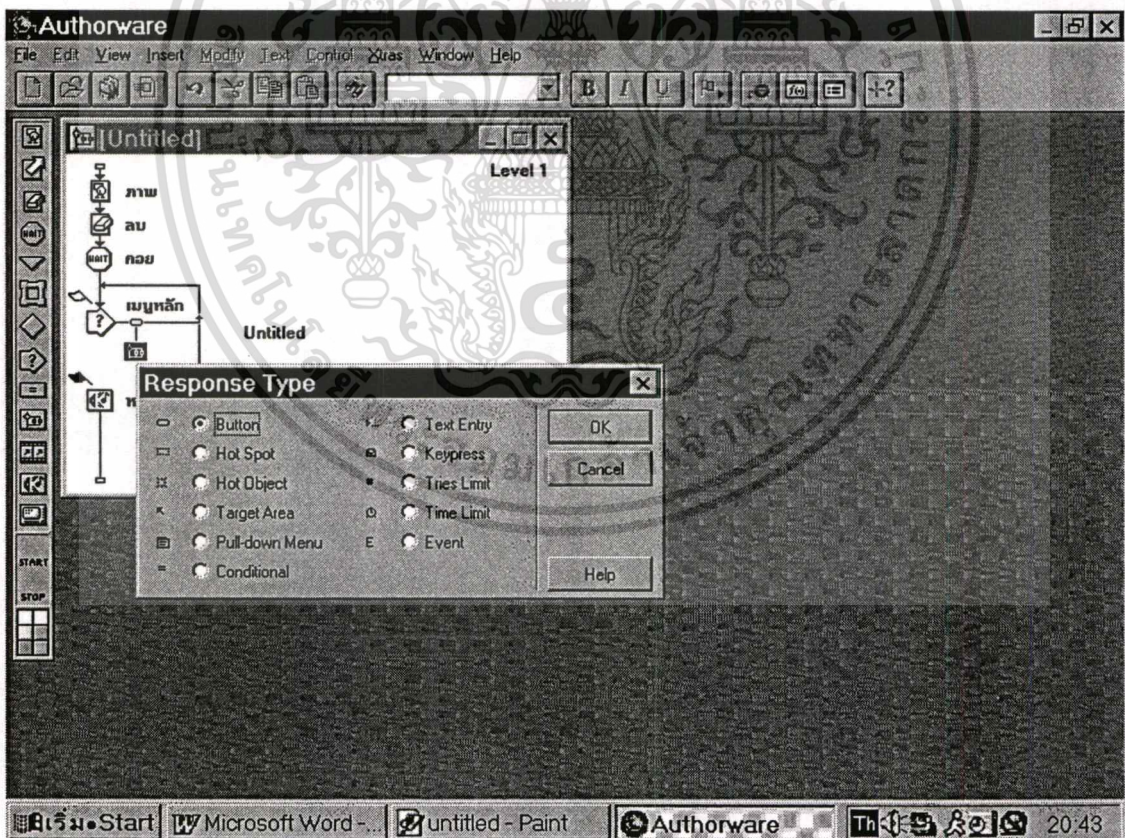 Authorware
File Edit View Insert Modify Text Control Xtras Window Help
B I U
[Untitled]
Level 1
ภาพ
ลบ
WAIT
คอย
เมนูหลัก
Untitled
Response Type
Button
Text Entry
OK
Hot Spot
Keypress
Cancel
Hot Object
Tries Limit
Target Area
Time Limit
Pull-down Menu
E Event
Conditional
Help
START
STOP
เริ่ม•Start
Microsoft Word -...
untitled - Paint
Authorware
Th
20:43